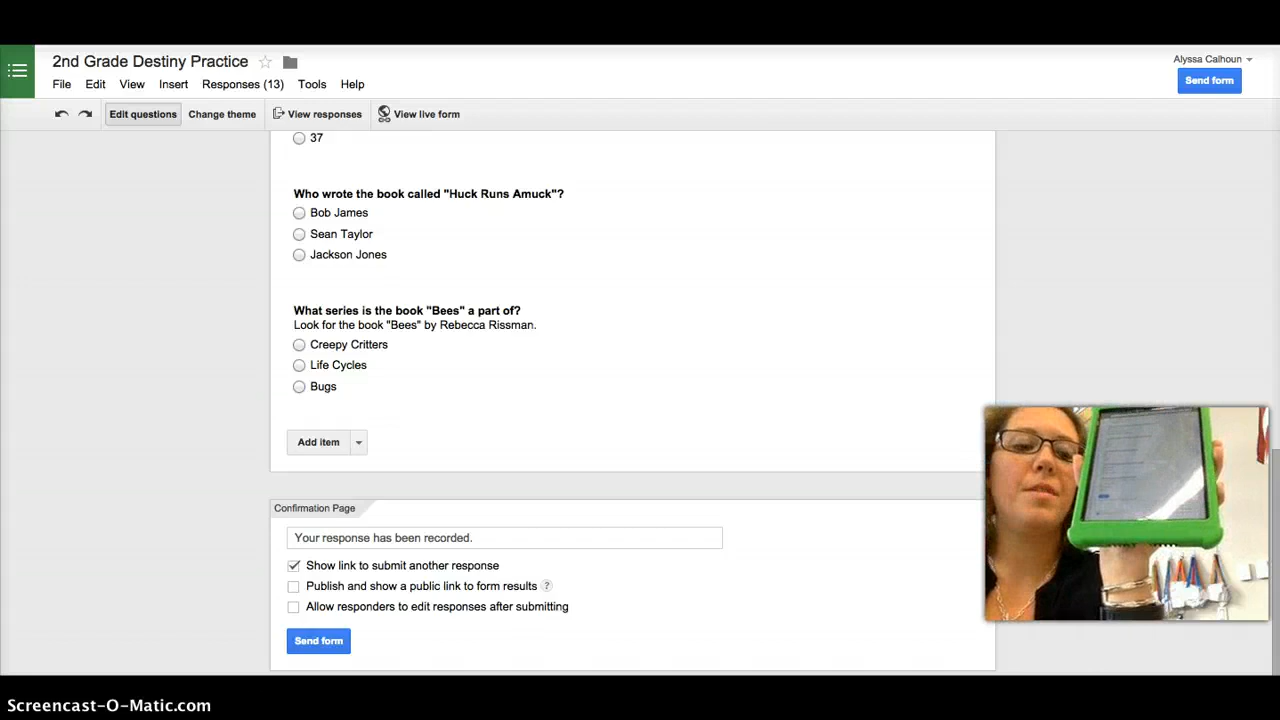 2nd Grade Destiny Practice
Alyssa Calhoun
File Edit View Insert Responses (13) Tools Help
Send form
Edit questions Change theme View responses View live form
37
Who wrote the book called "Huck Runs Amuck"?
Bob James
Sean Taylor
Jackson Jones
What series is the book "Bees" a part of?
Look for the book "Bees" by Rebecca Rissman.
Creepy Critters
Life Cycles
Bugs
Add item
Confirmation Page
Your response has been recorded.
Show link to submit another response
Publish and show a public link to form results ?
Allow responders to edit responses after submitting
Send form
Screencast-O-Matic.com